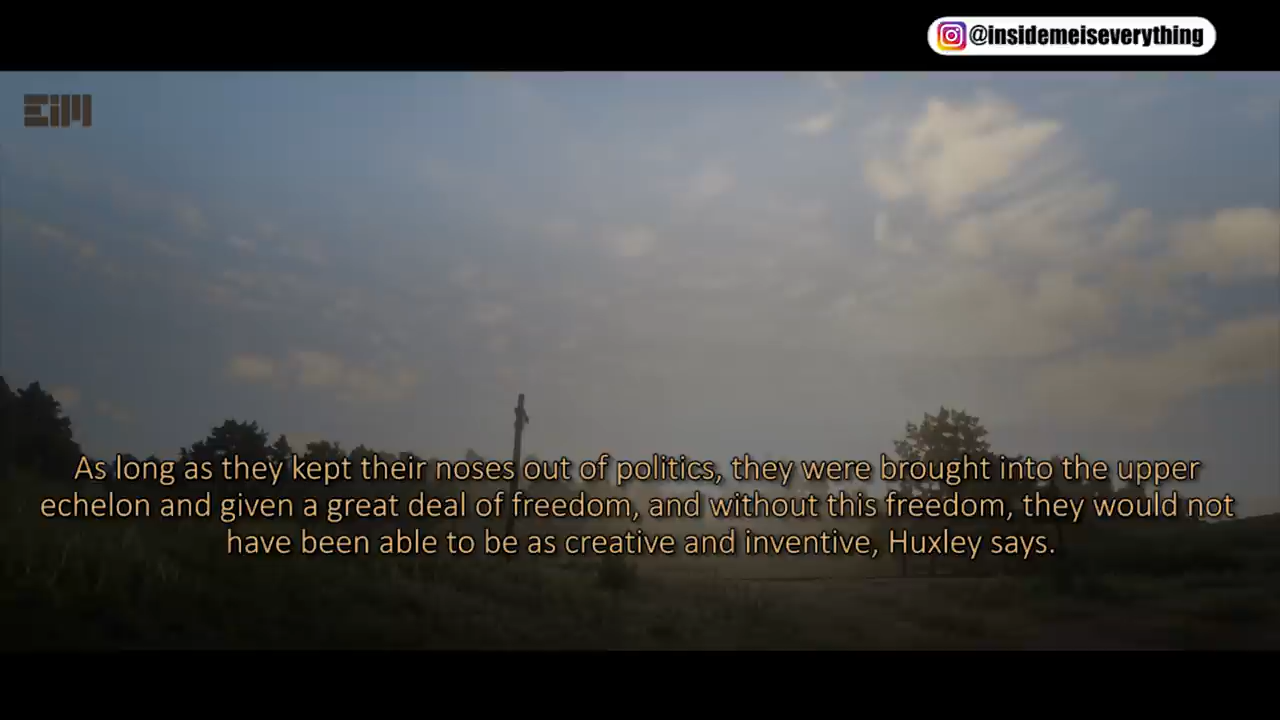 @insidemeiseverything
EiM
As long as they kept their noses out of politics, they were brought into the upper
echelon and given a great deal of freedom, and without this freedom, they would not
have been able to be as creative and inventive, Huxley says.